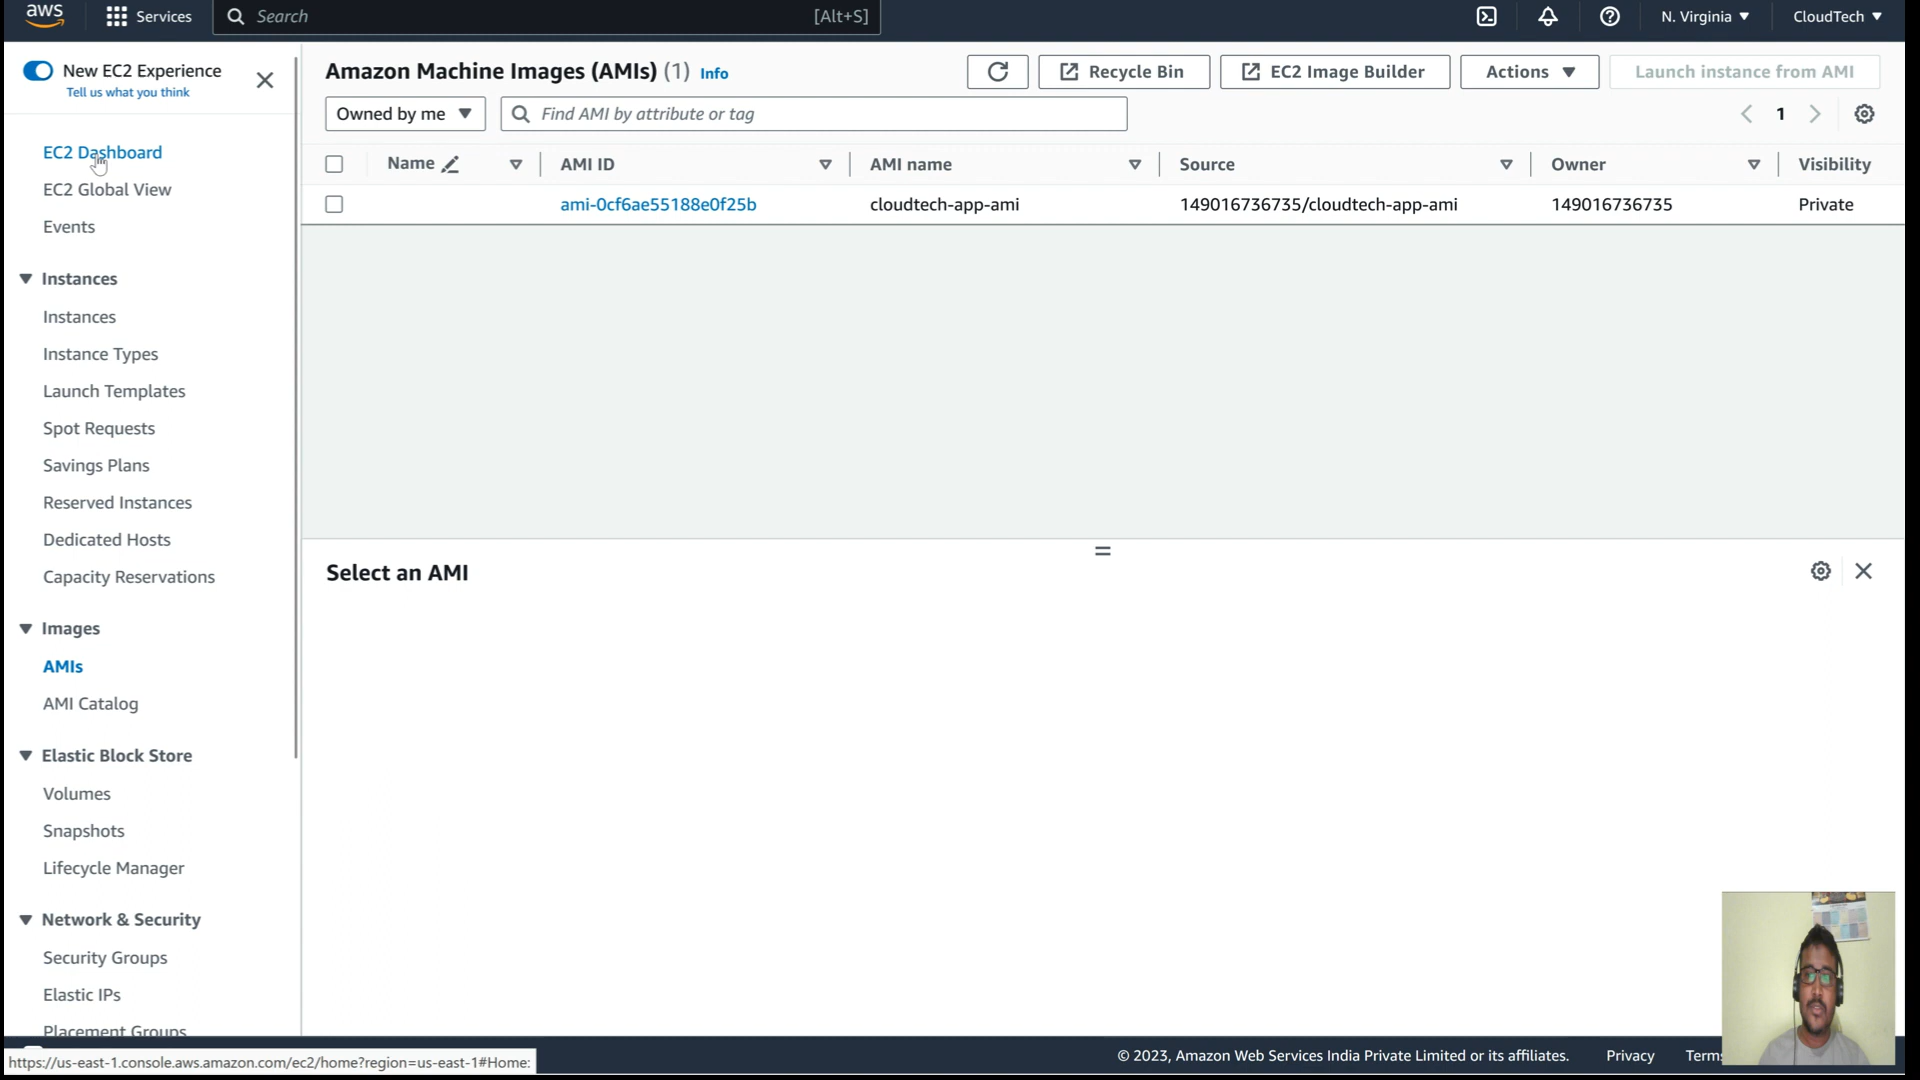 aws
Services
Search
[Alt+S]
N. Virginia
CloudTech
New EC2 Experience
Tell us what you think
EC2 Dashboard
EC2 Global View
Events
Instances
Instances
Instance Types
Launch Templates
Spot Requests
Savings Plans
Reserved Instances
Dedicated Hosts
Capacity Reservations
Images
AMIs
AMI Catalog
Elastic Block Store
Volumes
Snapshots
Lifecycle Manager
Network & Security
Security Groups
Elastic IPs
Placement Groups
Amazon Machine Images (AMIs) (1) Info
Recycle Bin
EC2 Image Builder
Actions
Launch instance from AMI
Owned by me
Find AMI by attribute or tag
1
Name
AMI ID
AMI name
Source
Owner
Visibility
ami-0cf6ae55188e0f25b
cloudtech-app-ami
149016736735/cloudtech-app-ami
149016736735
Private
Select an AMI
https://us-east-1.console.aws.amazon.com/ec2/home?region=us-east-1#Home:
© 2023, Amazon Web Services India Private Limited or its affiliates.
Privacy
Terms